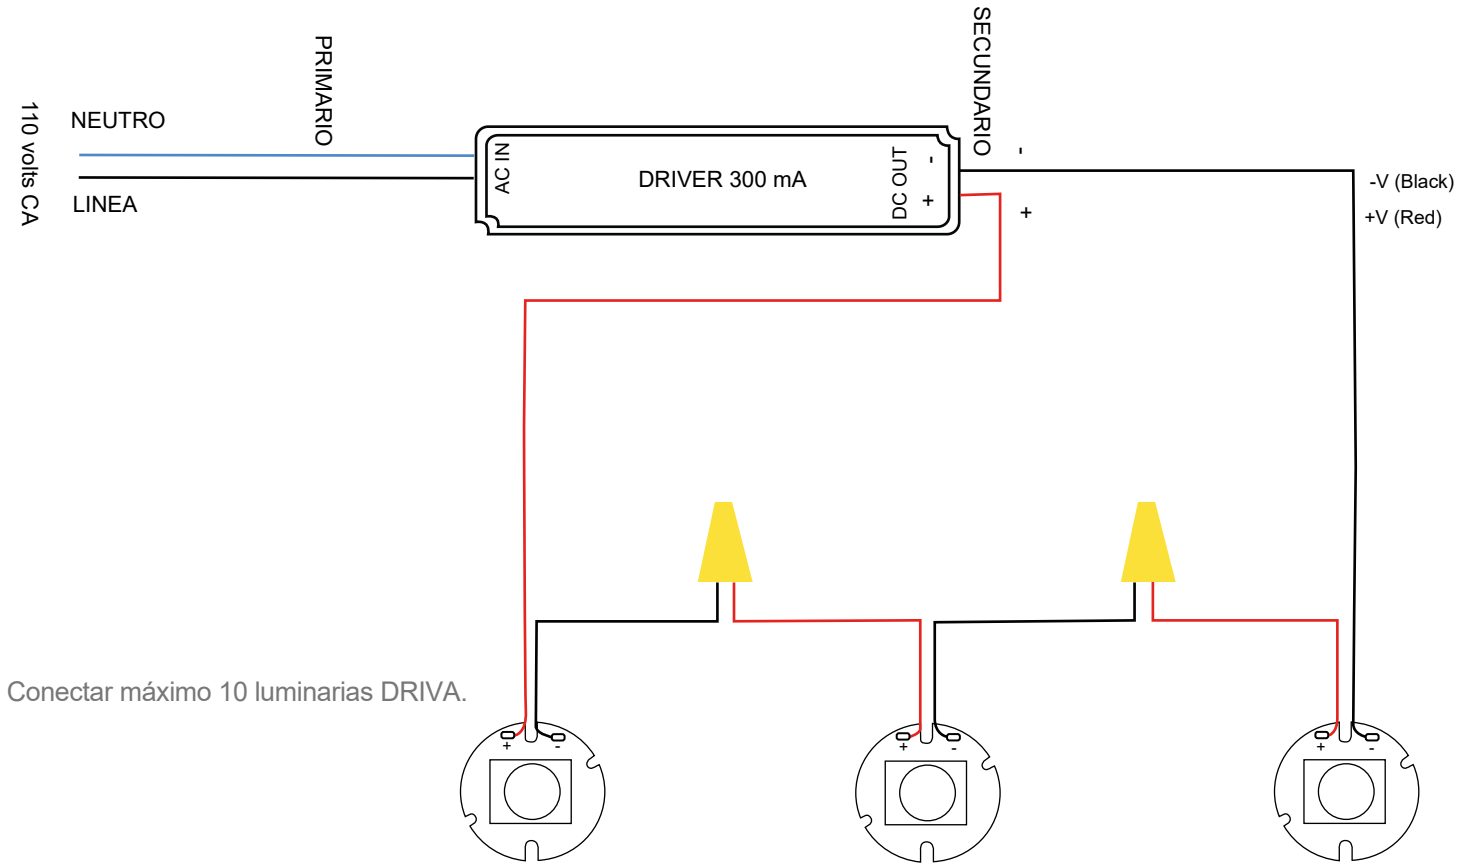 SECUNDARIO
PRIMARIO
110 volts CA
NEUTRO
LINEA
AC IN
DRIVER 300 mA
DC OUT
-
+
-
+
-V (Black)
+V (Red)
Conectar máximo 10 luminarias DRIVA.
+ -
+ -
+ -